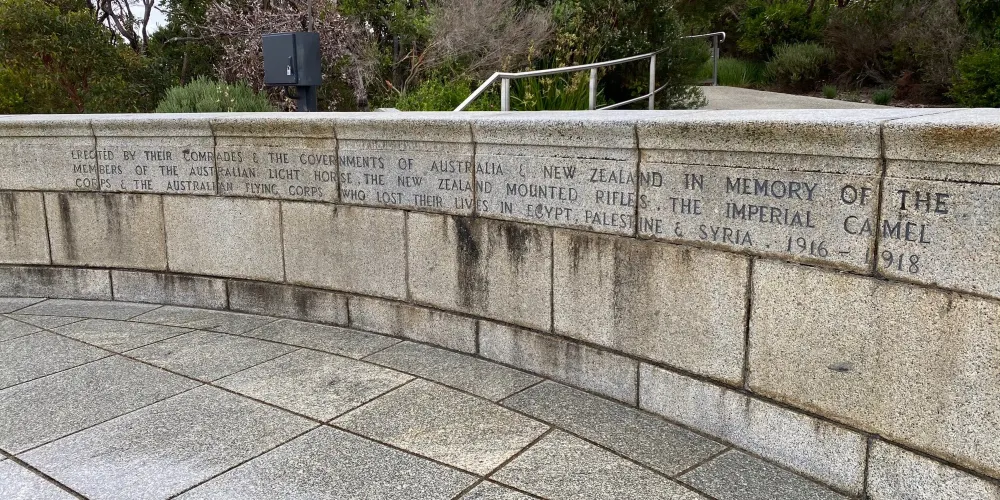 ERECTED BY THEIR COMRADES & THE GOVERNMENTS OF AUSTRALIA & NEW ZEALAND IN MEMORY OF THE
MEMBERS OF THE AUSTRALIAN LIGHT HORSE, THE NEW ZEALAND MOUNTED RIFLES, THE IMPERIAL CAMEL
CORPS & THE AUSTRALIAN FLYING CORPS, WHO LOST THEIR LIVES IN EGYPT, PALESTINE & SYRIA. 1916-1918